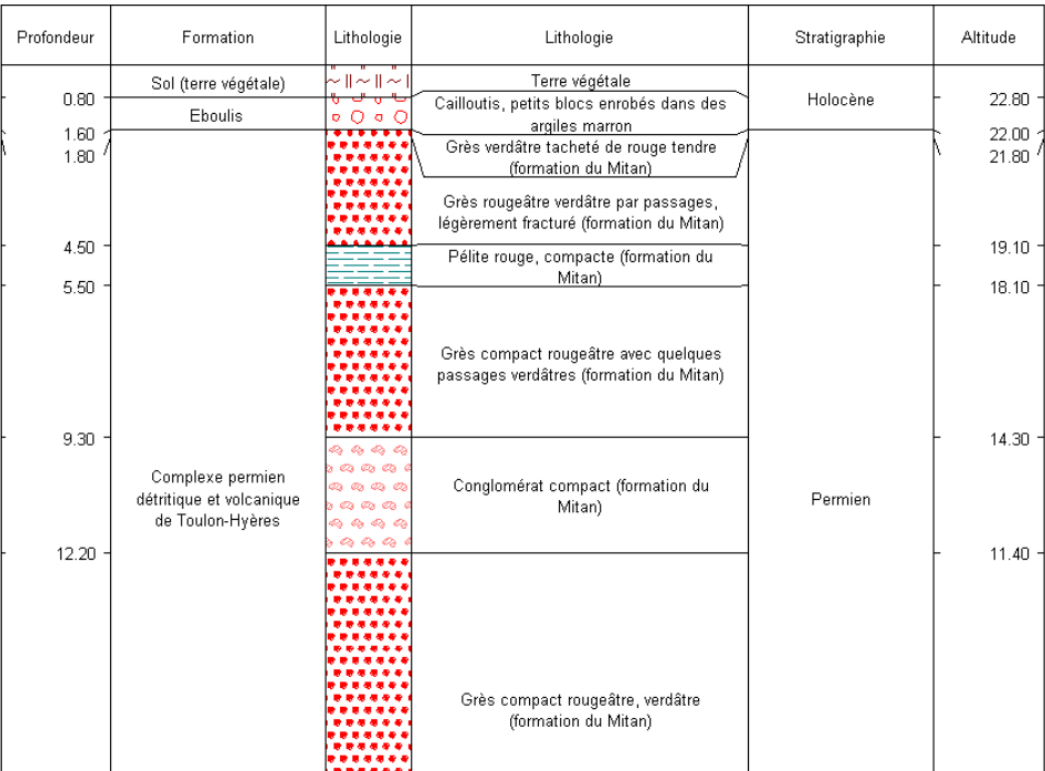 Profondeur Formation Lithologie Lithologie Stratigraphie Altitude
Sol (terre végétale) Terre végétale
0.80 Holocène 22.80
Eboulis Cailloutis, petits blocs enrobés dans des
argiles marron
1.60 22.00
Grès verdâtre tacheté de rouge tendre
(formation du Mitan)
1.80 21.80
Grès rougeâtre verdâtre par passages,
légèrement fracturé (formation du Mitan)
4.50 19.10
Pélite rouge, compacte (formation du
Mitan)
5.50 18.10
Grès compact rougeâtre avec quelques
passages verdâtres (formation du Mitan)
9.30 14.30
Complexe permien
détritique et volcanique
de Toulon-Hyères
Conglomérat compact (formation du
Mitan)
Permien
12.20 11.40
Grès compact rougeâtre, verdâtre
(formation du Mitan)